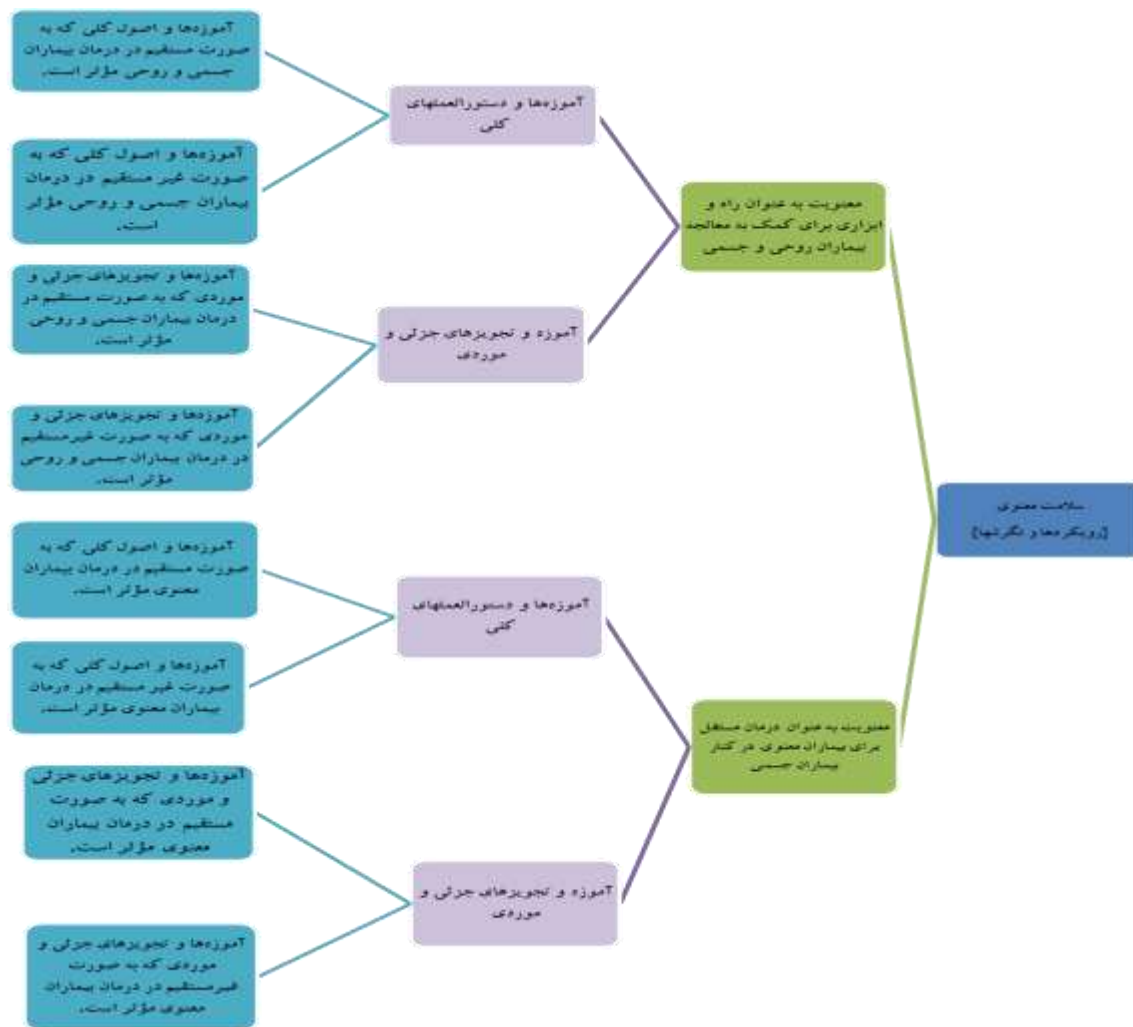 سلامت معنوی
(رویکردها و نگرشها)
معنویت به عنوان راه و
ابزاری برای کمک به معالجه
بیماران روحی و جسمی
آموزه‌ها و دستورالعملهای
کلی
آموزه‌ها و اصول کلی که به
صورت مستقیم در درمان بیماران
جسمی و روحی مؤثر است.
آموزه‌ها و اصول کلی که به
صورت غیر مستقیم در درمان
بیماران جسمی و روحی مؤثر
است.
آموزه و تجویزهای جزئی و
موردی
آموزه‌ها و تجویزهای جزئی و
موردی که به صورت مستقیم در
درمان بیماران جسمی و روحی
مؤثر است.
آموزه‌ها و تجویزهای جزئی و
موردی که به صورت غیرمستقیم
در درمان بیماران جسمی و روحی
مؤثر است.
معنویت به عنوان درمان مستقل
برای بیماران معنوی در کنار
بیماران جسمی
آموزه‌ها و دستورالعملهای
کلی
آموزه‌ها و اصول کلی که به
صورت مستقیم در درمان بیماران
معنوی مؤثر است.
آموزه‌ها و اصول کلی که به
صورت غیر مستقیم در درمان
بیماران معنوی مؤثر است.
آموزه و تجویزهای جزئی و
موردی
آموزه‌ها و تجویزهای جزئی
و موردی که به صورت
مستقیم در درمان بیماران
معنوی مؤثر است.
آموزه‌ها و تجویزهای جزئی و
موردی که به صورت
غیرمستقیم در درمان بیماران
معنوی مؤثر است.